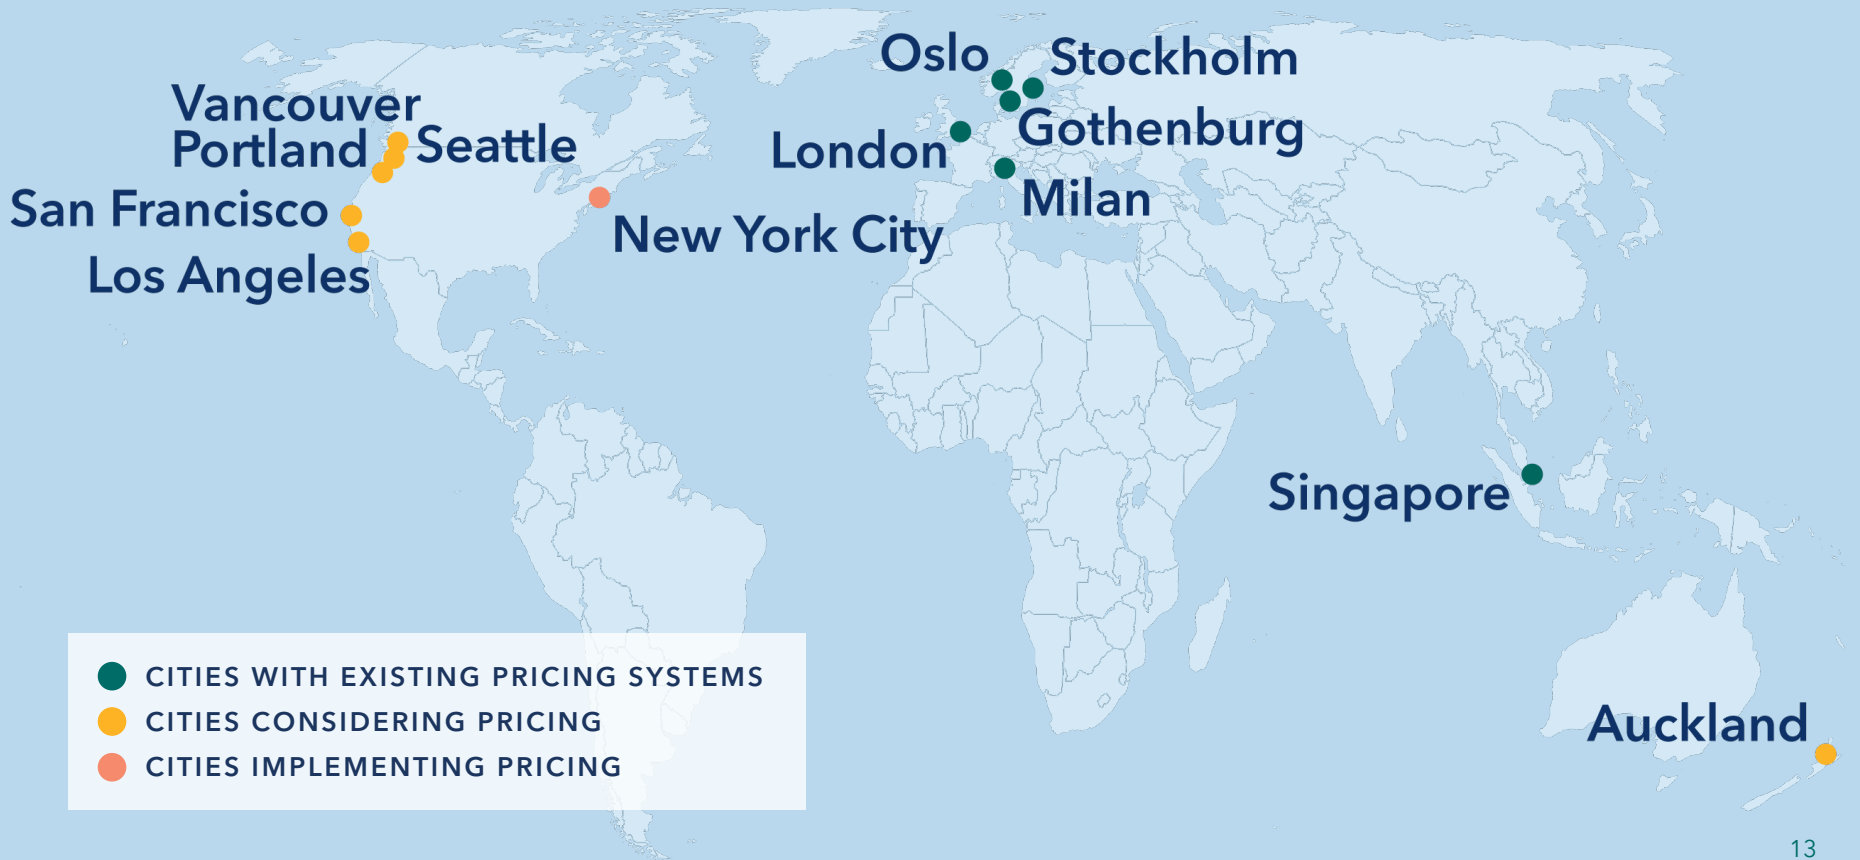 Oslo
Stockholm
Vancouver
Portland
Seattle
Gothenburg
London
Milan
San Francisco
New York City
Los Angeles
Singapore
CITIES WITH EXISTING PRICING SYSTEMS
CITIES CONSIDERING PRICING
CITIES IMPLEMENTING PRICING
Auckland
13